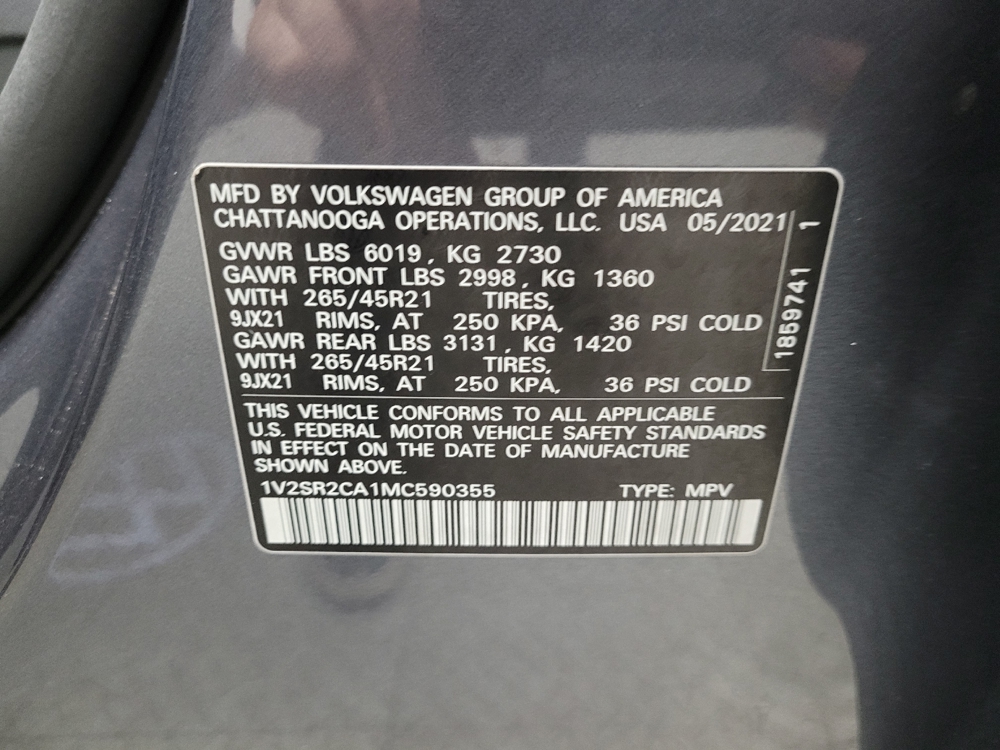 MFD BY VOLKSWAGEN GROUP OF AMERICA
CHATTANOOGA OPERATIONS, LLC. USA 05/2021
GVWR LBS 6019, KG 2730
GAWR FRONT LBS 2998, KG 1360
WITH 265/45R21 TIRES,
9JX21 RIMS, AT 250 KPA, 36 PSI COLD
GAWR REAR LBS 3131, KG 1420
WITH 265/45R21 TIRES,
9JX21 RIMS, AT 250 KPA, 36 PSI COLD
THIS VEHICLE CONFORMS TO ALL APPLICABLE
U.S. FEDERAL MOTOR VEHICLE SAFETY STANDARDS
IN EFFECT ON THE DATE OF MANUFACTURE
SHOWN ABOVE.
1V2SR2CA1MC590355 TYPE: MPV
1859741 1